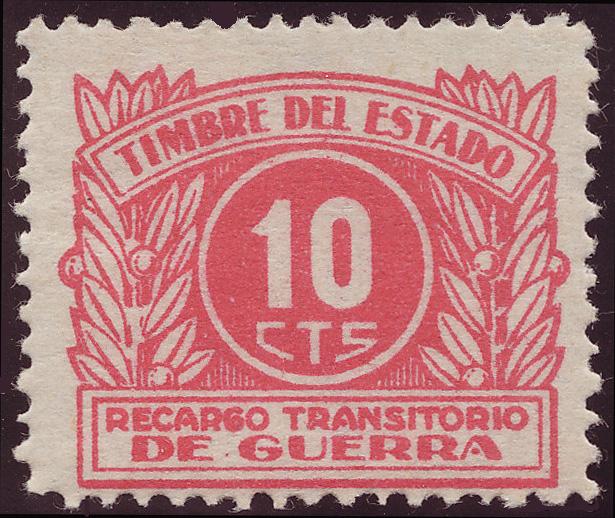 TIMBRE DEL ESTADO
10
CTS
RECARGO TRANSITORIO
DE GUERRA